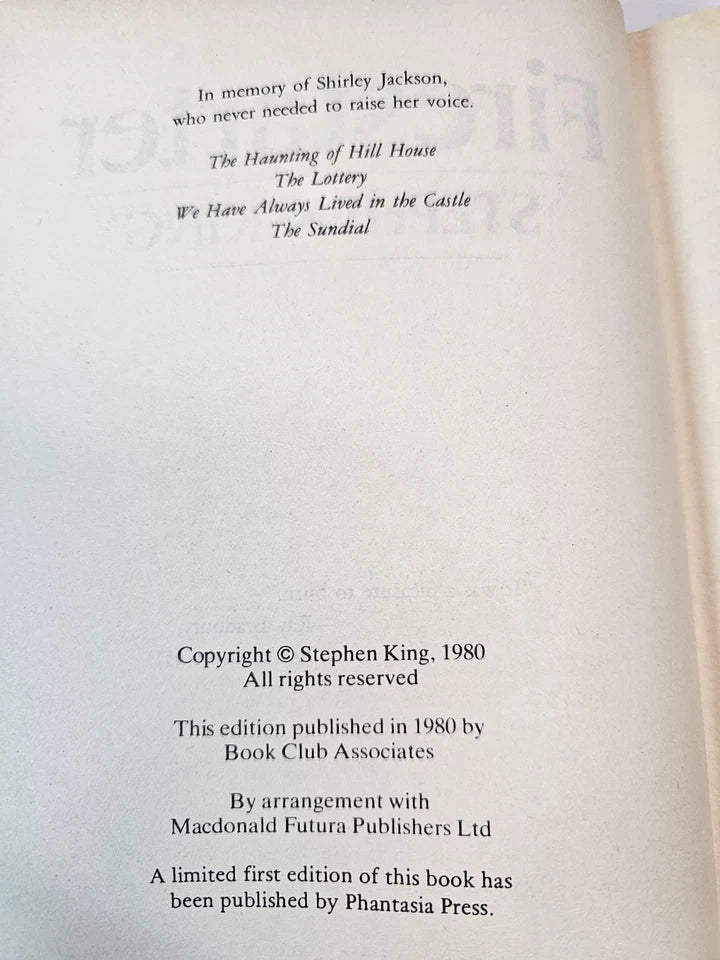 In memory of Shirley Jackson,
who never needed to raise her voice.
The Haunting of Hill House
The Lottery
We Have Always Lived in the Castle
The Sundial
Copyright © Stephen King, 1980
All rights reserved
This edition published in 1980 by
Book Club Associates
By arrangement with
Macdonald Futura Publishers Ltd
A limited first edition of this book has
been published by Phantasia Press.